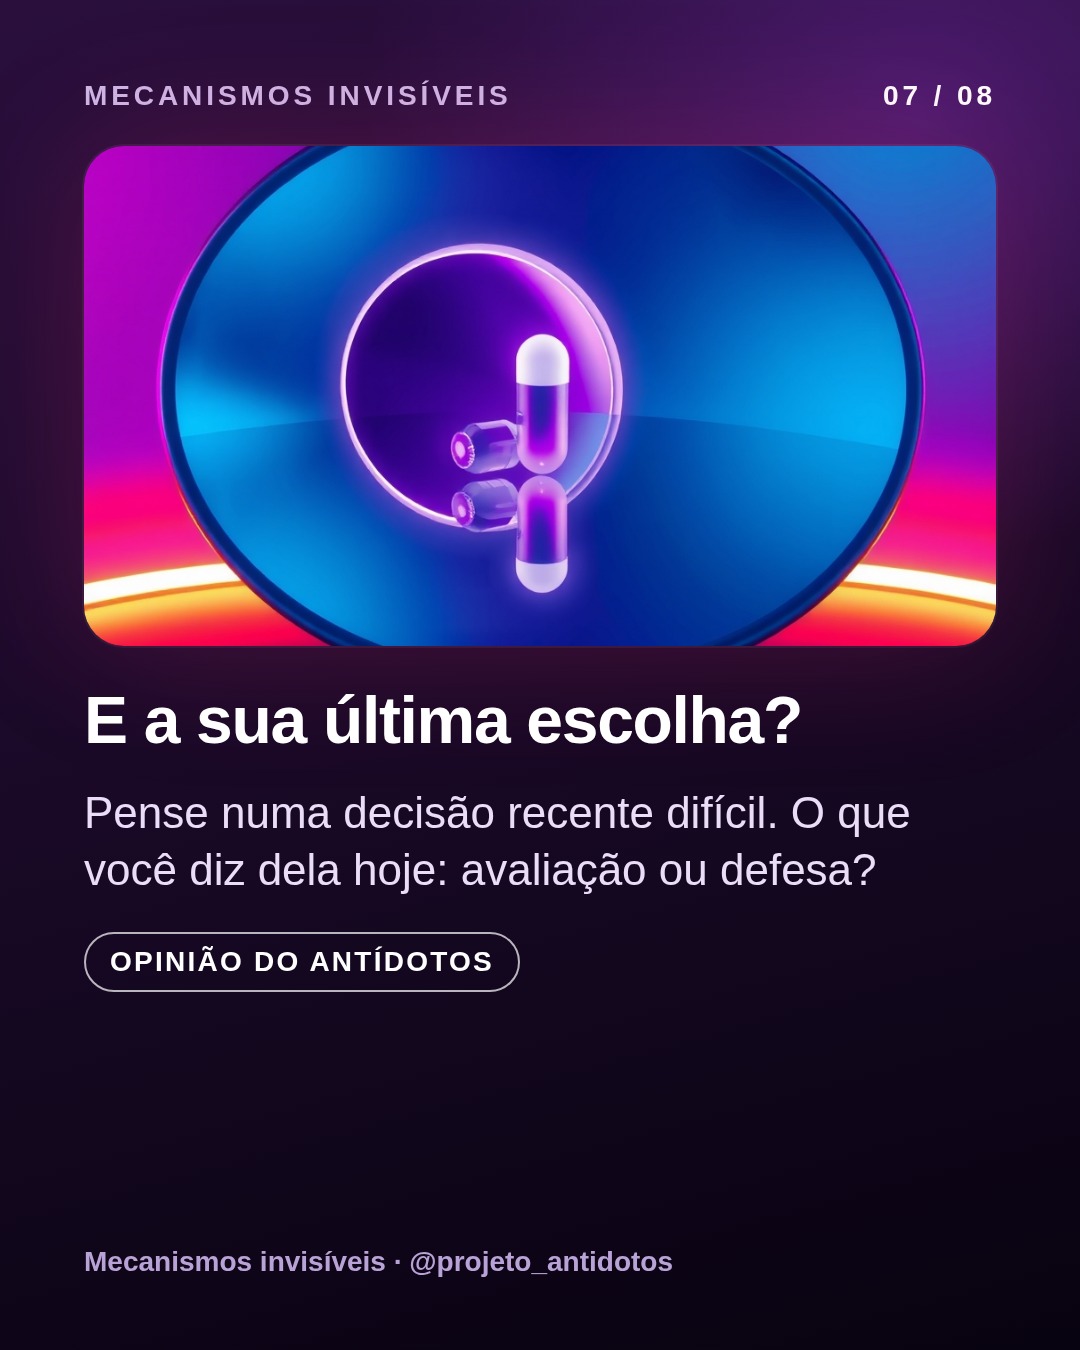 MECANISMOS INVISÍVEIS
07 / 08
E a sua última escolha?
Pense numa decisão recente difícil. O que
você diz dela hoje: avaliação ou defesa?
OPINIÃO DO ANTÍDOTOS
Mecanismos invisíveis · @projeto_antidotos